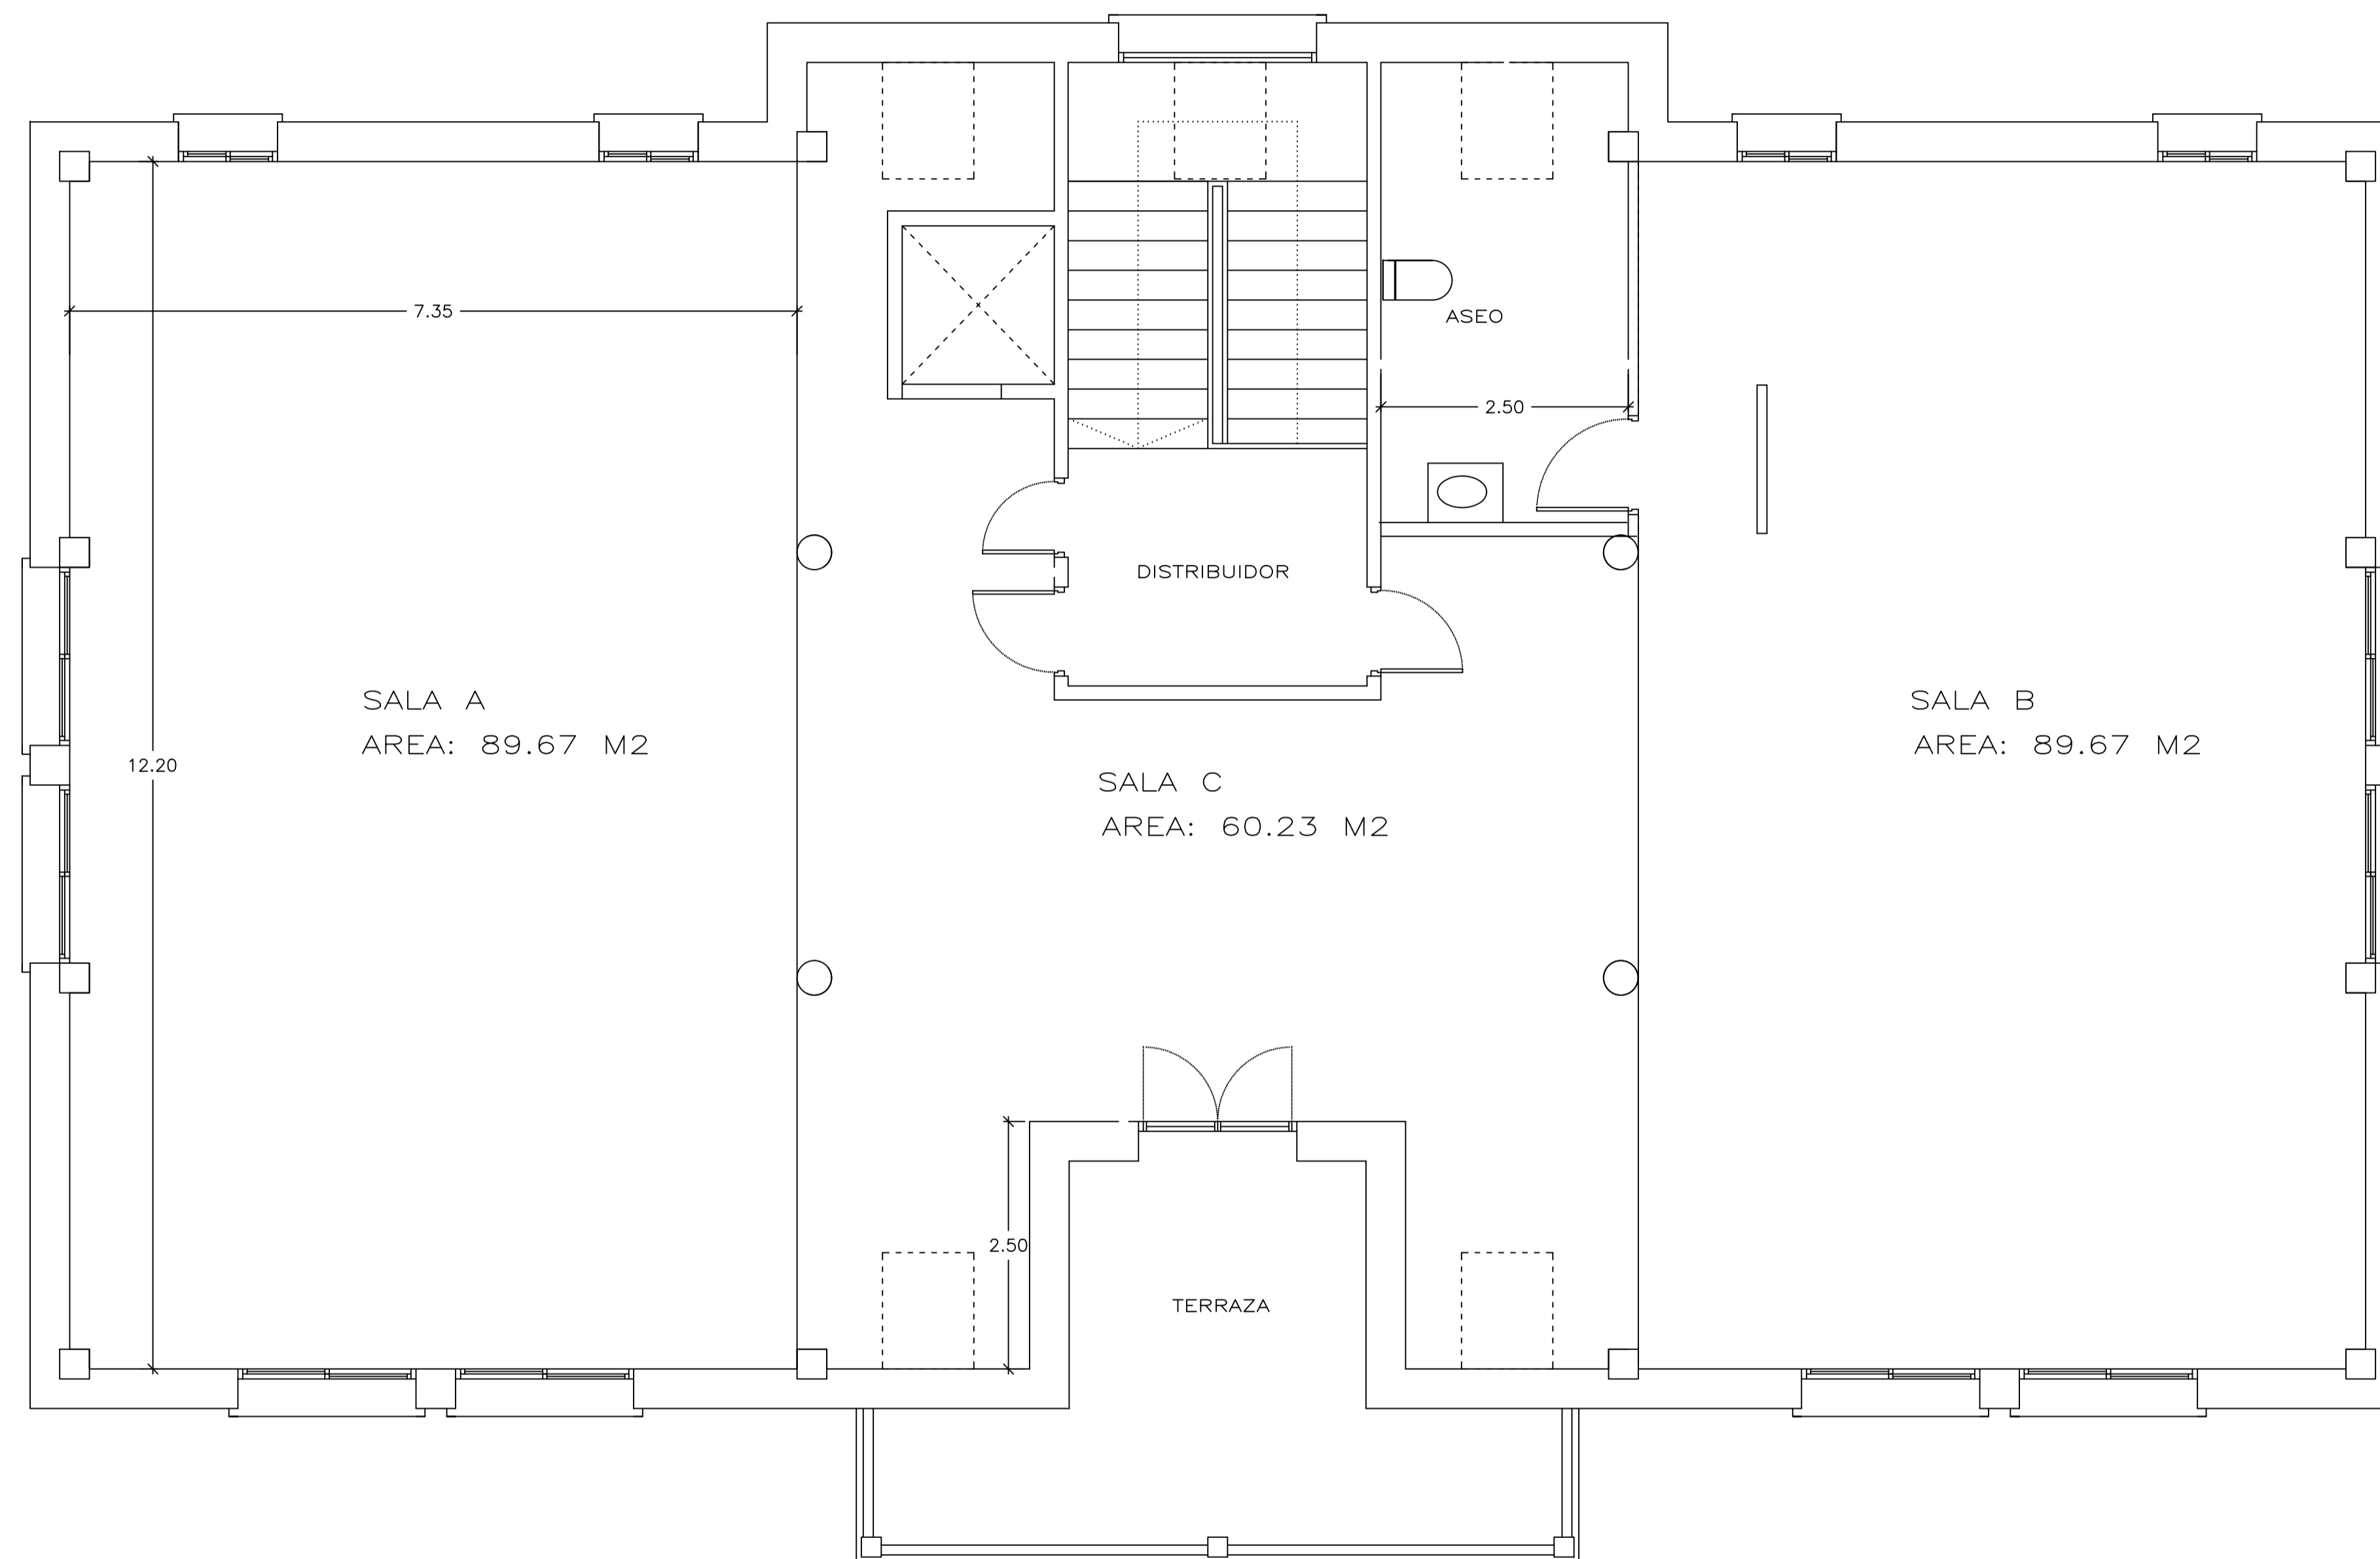 7.35
ASEO
2.50
DISTRIBUIDOR
SALA A
AREA: 89.67 M2
12.20
SALA B
AREA: 89.67 M2
SALA C
AREA: 60.23 M2
2.50
TERRAZA